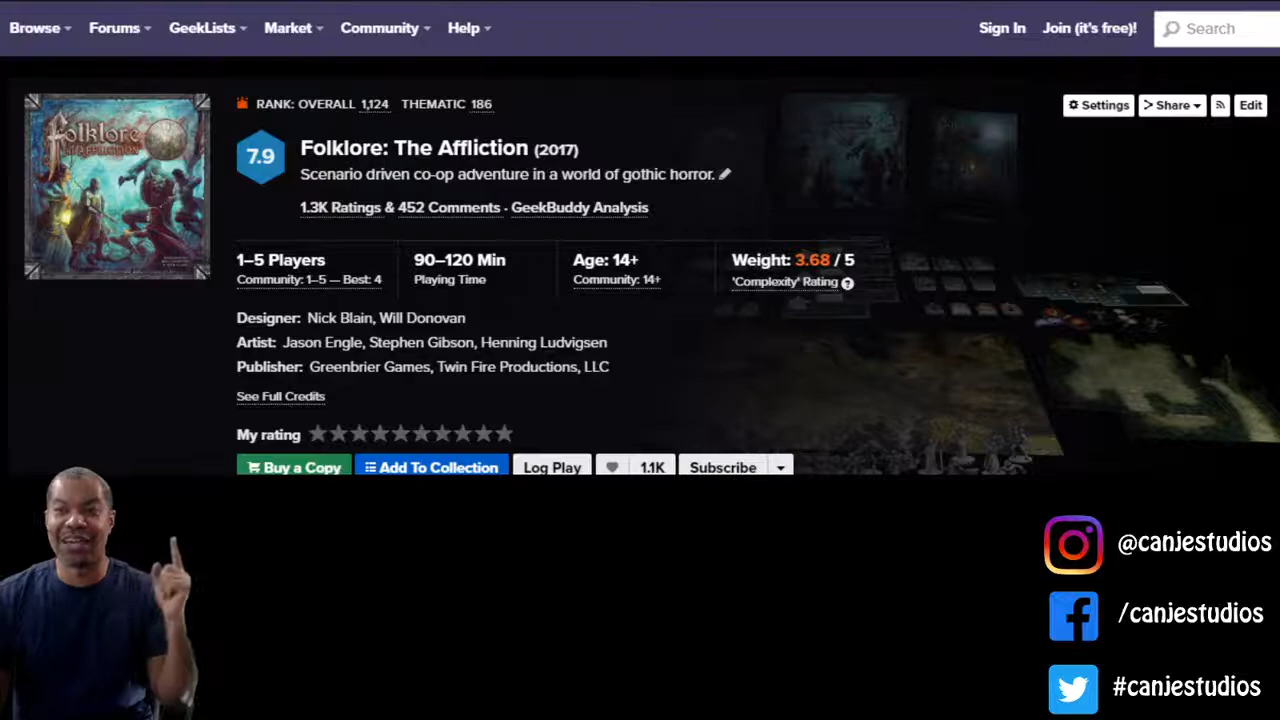 Browse Forums GeekLists Market Community Help Sign In Join (it's free)! Search
RANK: OVERALL 1,124 THEMATIC 186
Settings Share Edit
Folklore
THE AFFLICTION
7.9
Folklore: The Affliction (2017)
Scenario driven co-op adventure in a world of gothic horror.
1.3K Ratings & 452 Comments · GeekBuddy Analysis
1–5 Players 90–120 Min Age: 14+ Weight: 3.68 / 5
Community: 1–5 — Best: 4 Playing Time Community: 14+ 'Complexity' Rating ?
Designer: Nick Blain, Will Donovan
Artist: Jason Engle, Stephen Gibson, Henning Ludvigsen
Publisher: Greenbrier Games, Twin Fire Productions, LLC
See Full Credits
My rating
Buy a Copy Add To Collection Log Play 1.1K Subscribe
@canjestudios
/canjestudios
#canjestudios